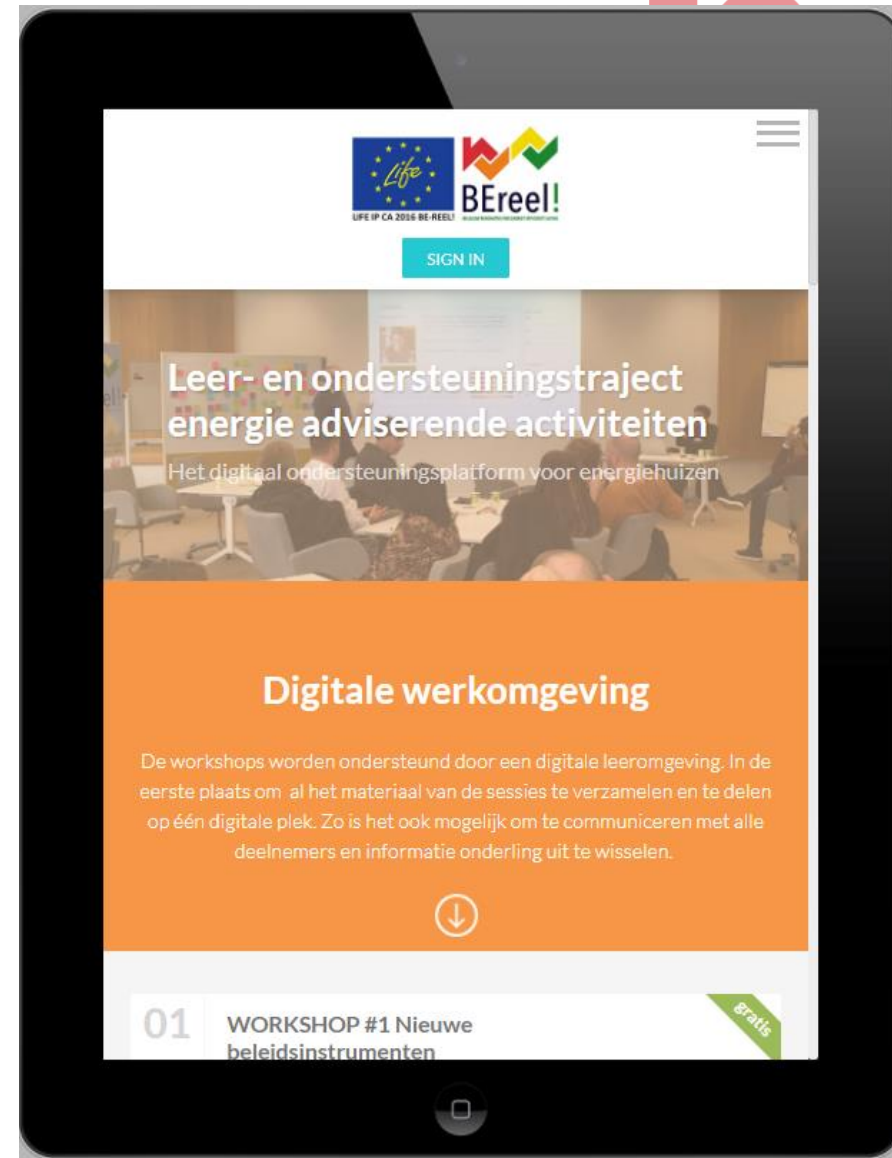 Life
LIFE IP CA 2016 BE-REEL!
BEreel!
SIGN IN
Leer- en ondersteuningstraject
energie adviserende activiteiten
Het digitaal ondersteuningsplatform voor energiehuizen
Digitale werkomgeving
De workshops worden ondersteund door een digitale leeromgeving. In de
eerste plaats om al het materiaal van de sessies te verzamelen en te delen
op één digitale plek. Zo is het ook mogelijk om te communiceren met alle
deelnemers en informatie onderling uit te wisselen.
01
WORKSHOP #1 Nieuwe
beleidsinstrumenten
gratis